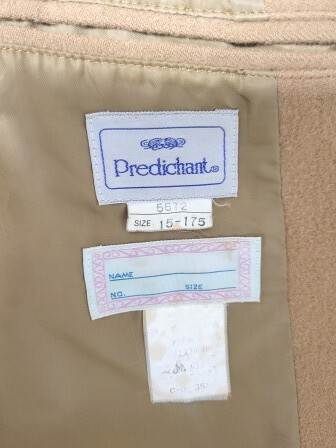 Predichant®
5572
SIZE 15-175
NAME
NO. SIZE